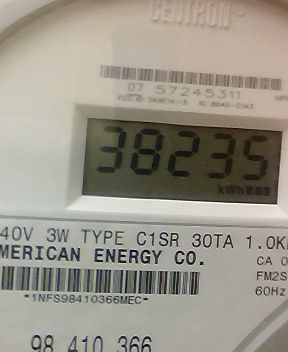 CENTRON®
07 57245311
38235
kWh
40V 3W TYPE C1SR 30TA 1.0K
MERICAN ENERGY CO.
CA 0
FM2S
60Hz
*1NFS98410366MEC*
98 410 366